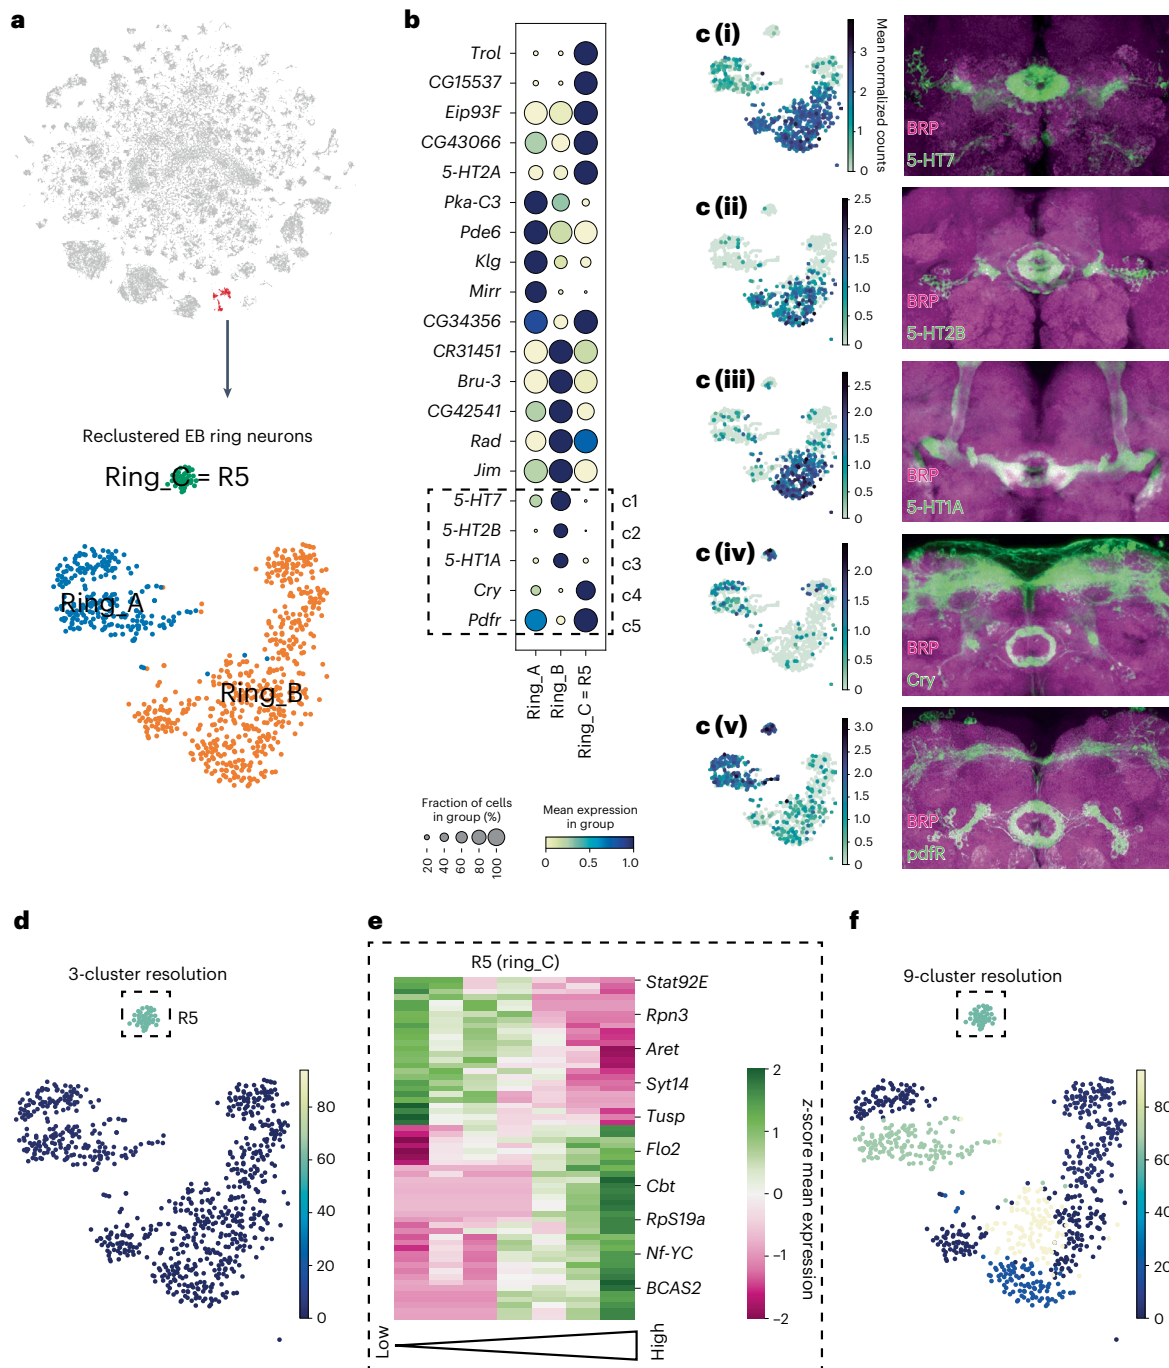 a
Reclustered EB ring neurons
Ring_C = R5
Ring_A
Ring_B
b
Trol
CG15537
Eip93F
CG43066
5-HT2A
Pka-C3
Pde6
Klg
Mirr
CG34356
CR31451
Bru-3
CG42541
Rad
Jim
5-HT7 c1
5-HT2B c2
5-HT1A c3
Cry c4
Pdfr c5
Ring_A
Ring_B
Ring_C = R5
Fraction of cells
in group (%)
20
40
60
80
100
Mean expression
in group
0 0.5 1.0
c (i)
3
2
1
0
Mean normalized counts
BRP
5-HT7
c (ii)
2.5
2.0
1.5
1.0
0.5
0
BRP
5-HT2B
c (iii)
2.5
2.0
1.5
1.0
0.5
0
BRP
5-HT1A
c (iv)
2.0
1.5
1.0
0.5
0
BRP
Cry
c (v)
3.0
2.5
2.0
1.5
1.0
0.5
0
BRP
pdfR
d
3-cluster resolution
R5
80
60
40
20
0
e
R5 (ring_C)
Stat92E
Rpn3
Aret
Syt14
Tusp
Flo2
Cbt
RpS19a
Nf-YC
BCAS2
Low
High
2
1
0
−1
−2
z-score mean expression
f
9-cluster resolution
80
60
40
20
0